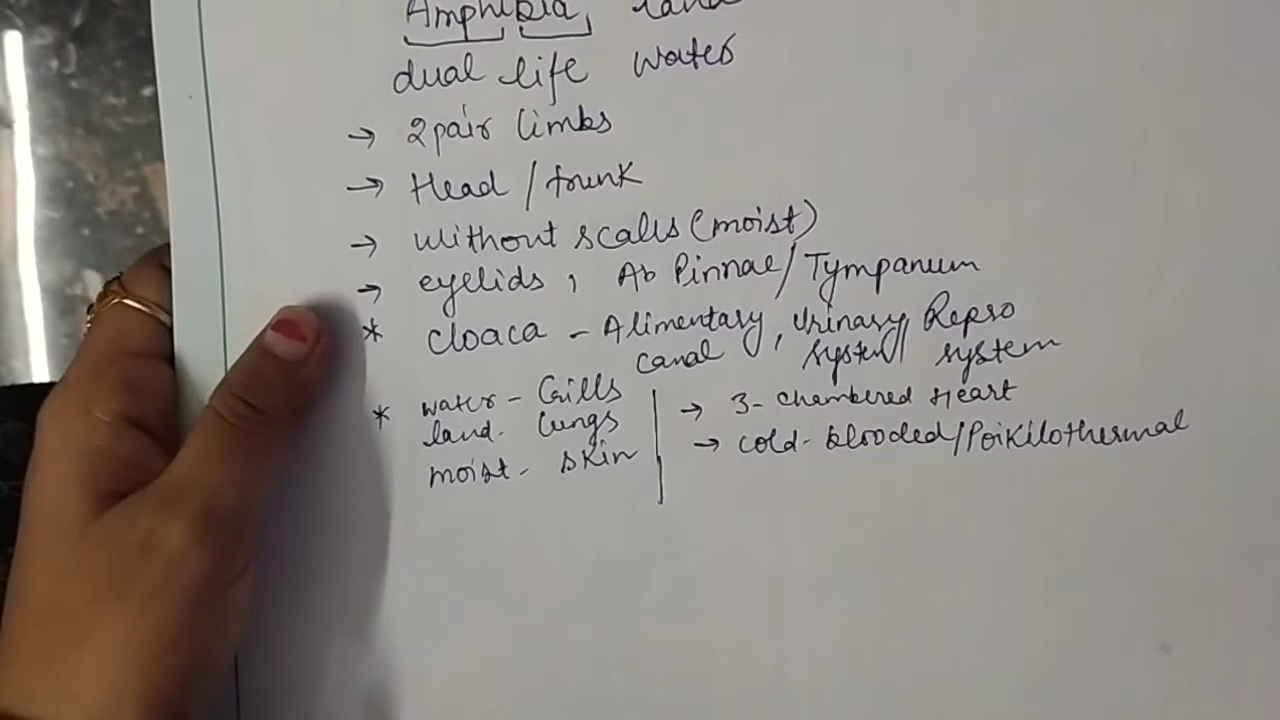 Amphibia, land
dual life water
→ 2 pair limbs
→ Head / trunk
→ without scales (moist)
→ eyelids, Ab Pinnae / Tympanum
* cloaca - Alimentary canal, Urinary system, Repro system
* water - Gills
land - lungs
moist - skin
→ 3 - chambered Heart
→ cold - blooded / Poikilothermal